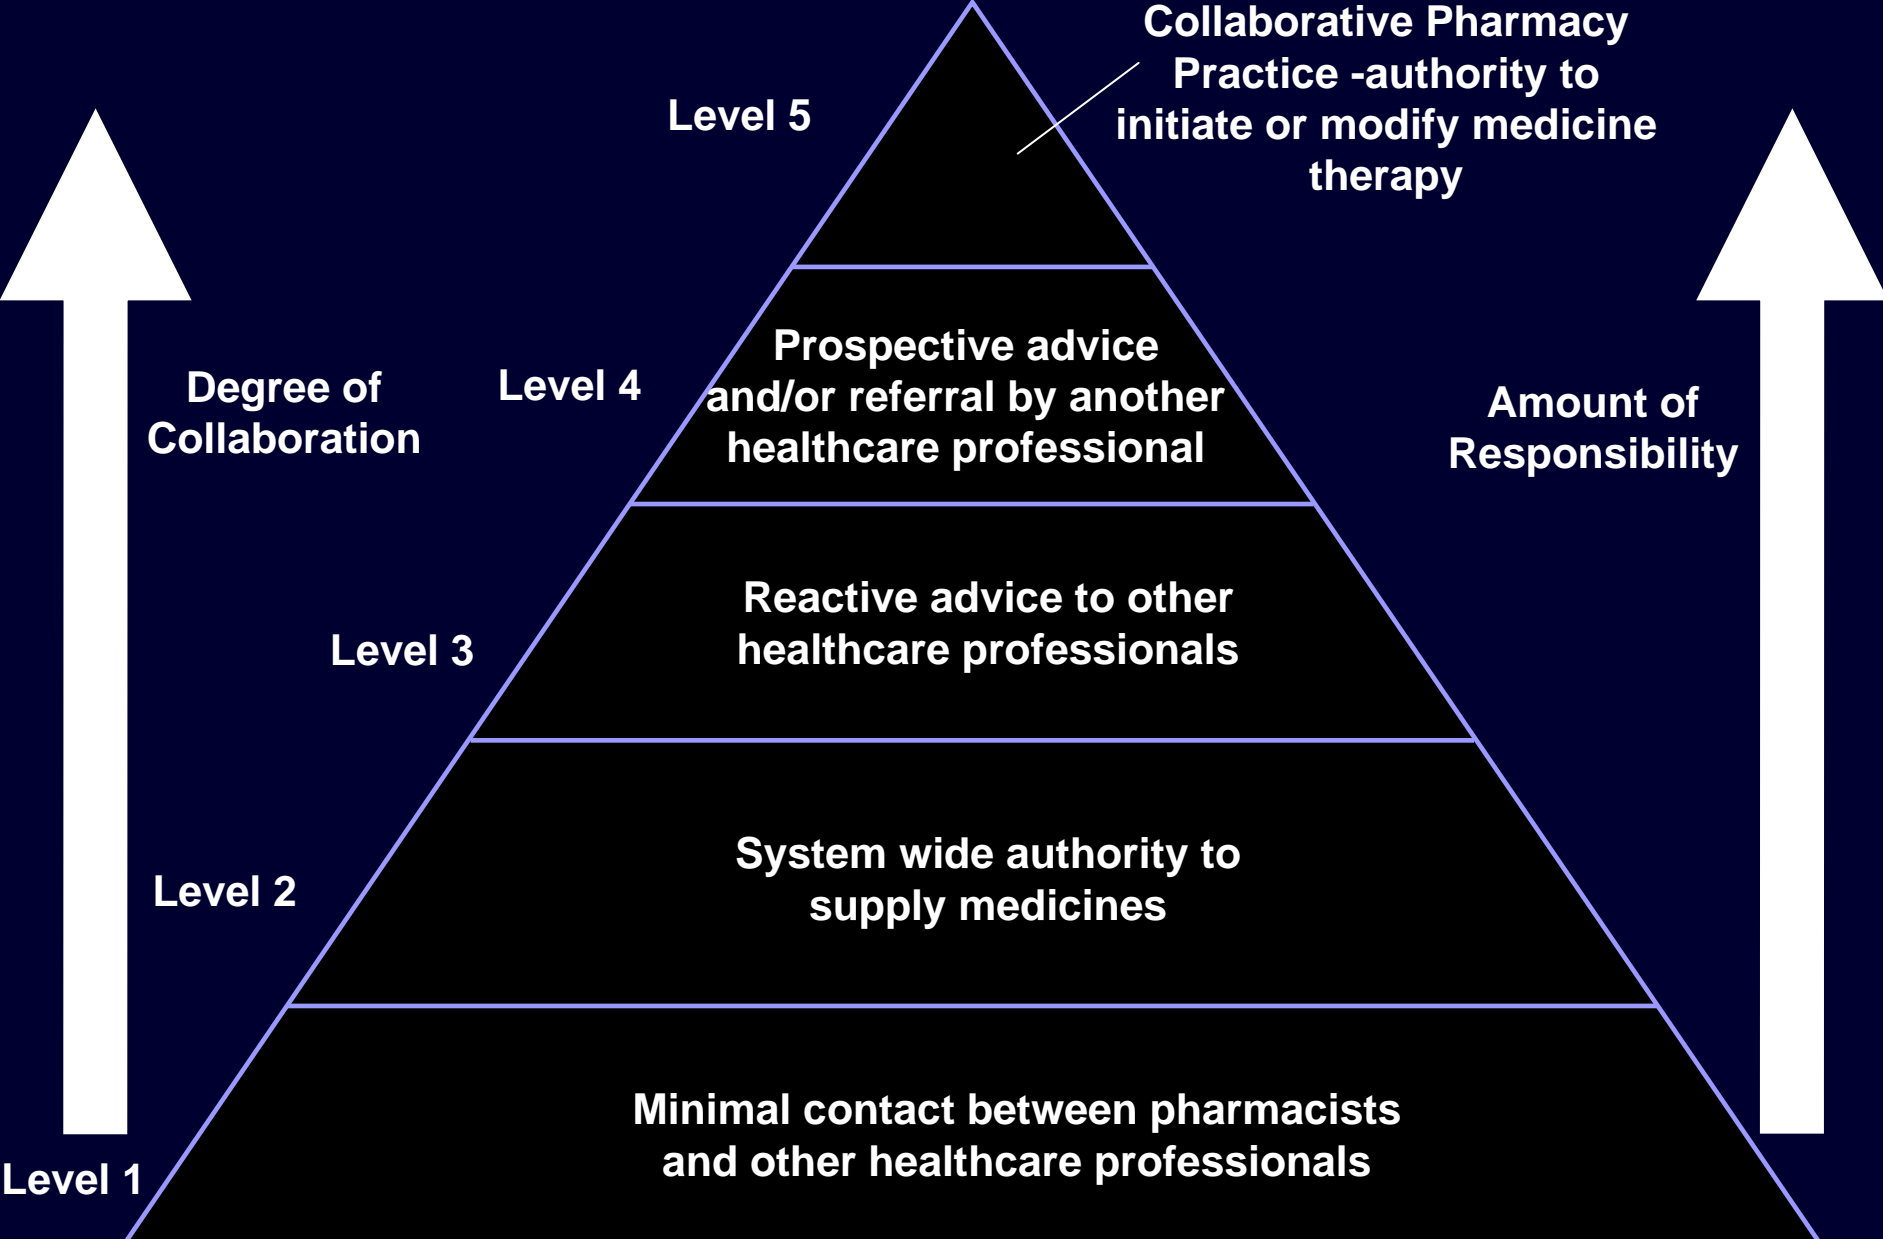 Collaborative Pharmacy
Practice -authority to
initiate or modify medicine
therapy
Level 5
Prospective advice
and/or referral by another
healthcare professional
Level 4
Degree of
Collaboration
Amount of
Responsibility
Reactive advice to other
healthcare professionals
Level 3
System wide authority to
supply medicines
Level 2
Minimal contact between pharmacists
and other healthcare professionals
Level 1